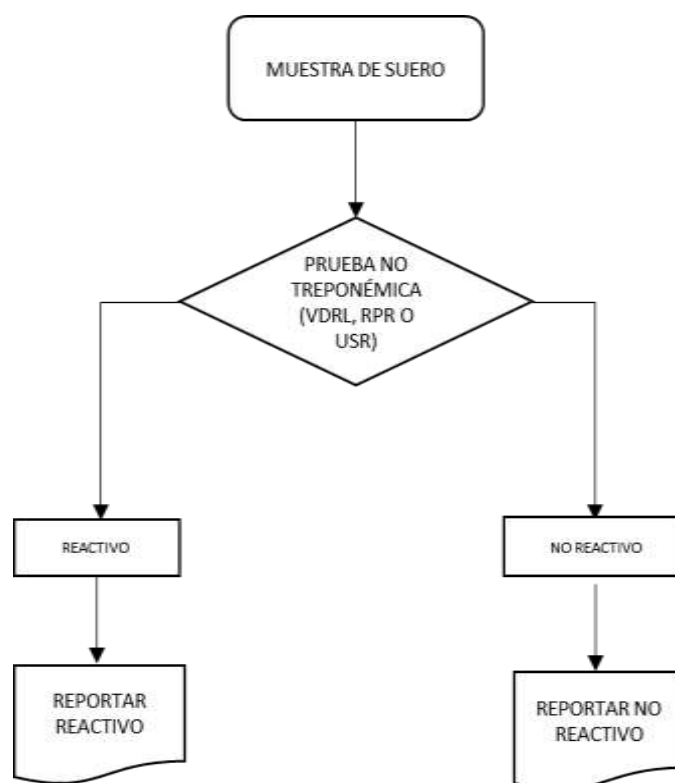 MUESTRA DE SUERO
PRUEBA NO
TREPONÉMICA
(VDRL, RPR O
USR)
REACTIVO
NO REACTIVO
REPORTAR
REACTIVO
REPORTAR NO
REACTIVO